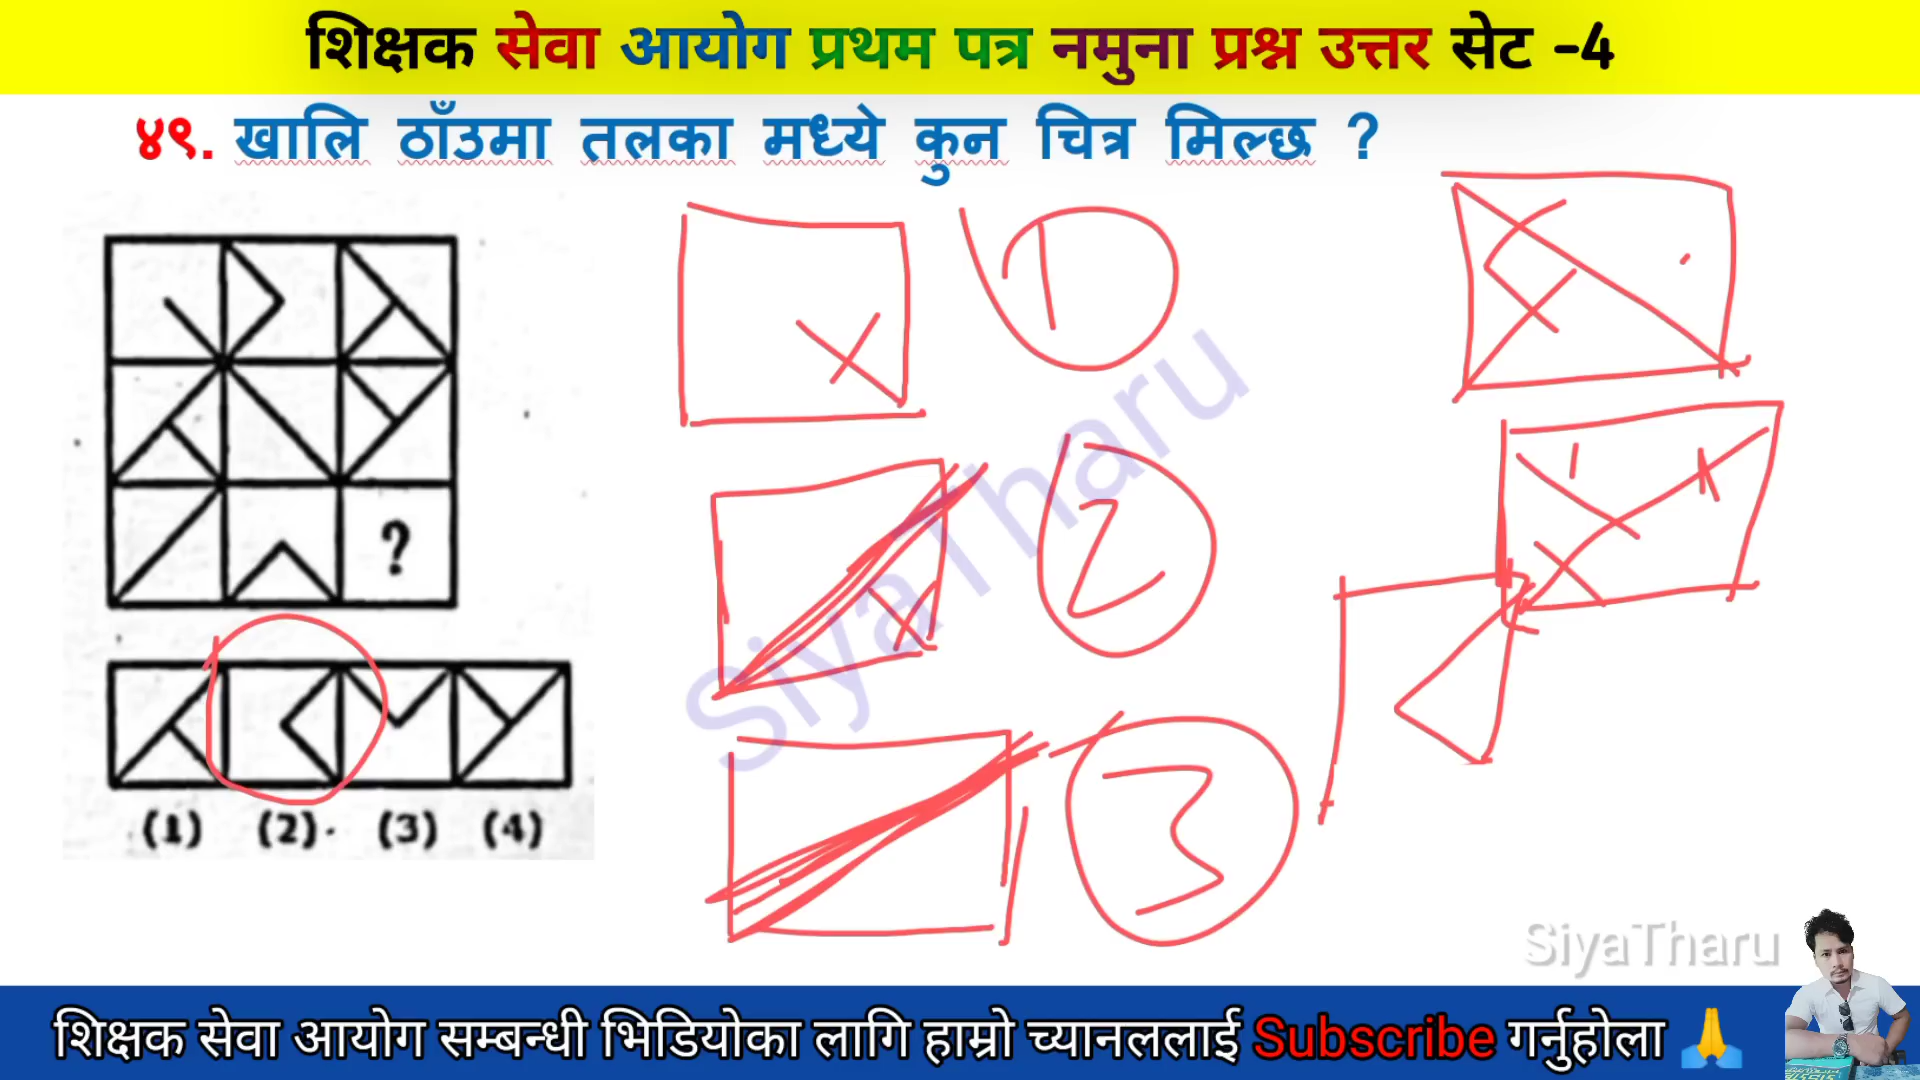 शिक्षक सेवा आयोग प्रथम पत्र नमुना प्रश्न उत्तर सेट -4
४९. खालि ठाँउमा तलका मध्ये कुन चित्र मिल्छ ?
?
(1) (2) (3) (4)
1
2
3
SiyaTharu
SiyaTharu
शिक्षक सेवा आयोग सम्बन्धी भिडियोका लागि हाम्रो च्यानललाई Subscribe गर्नुहोला 🙏